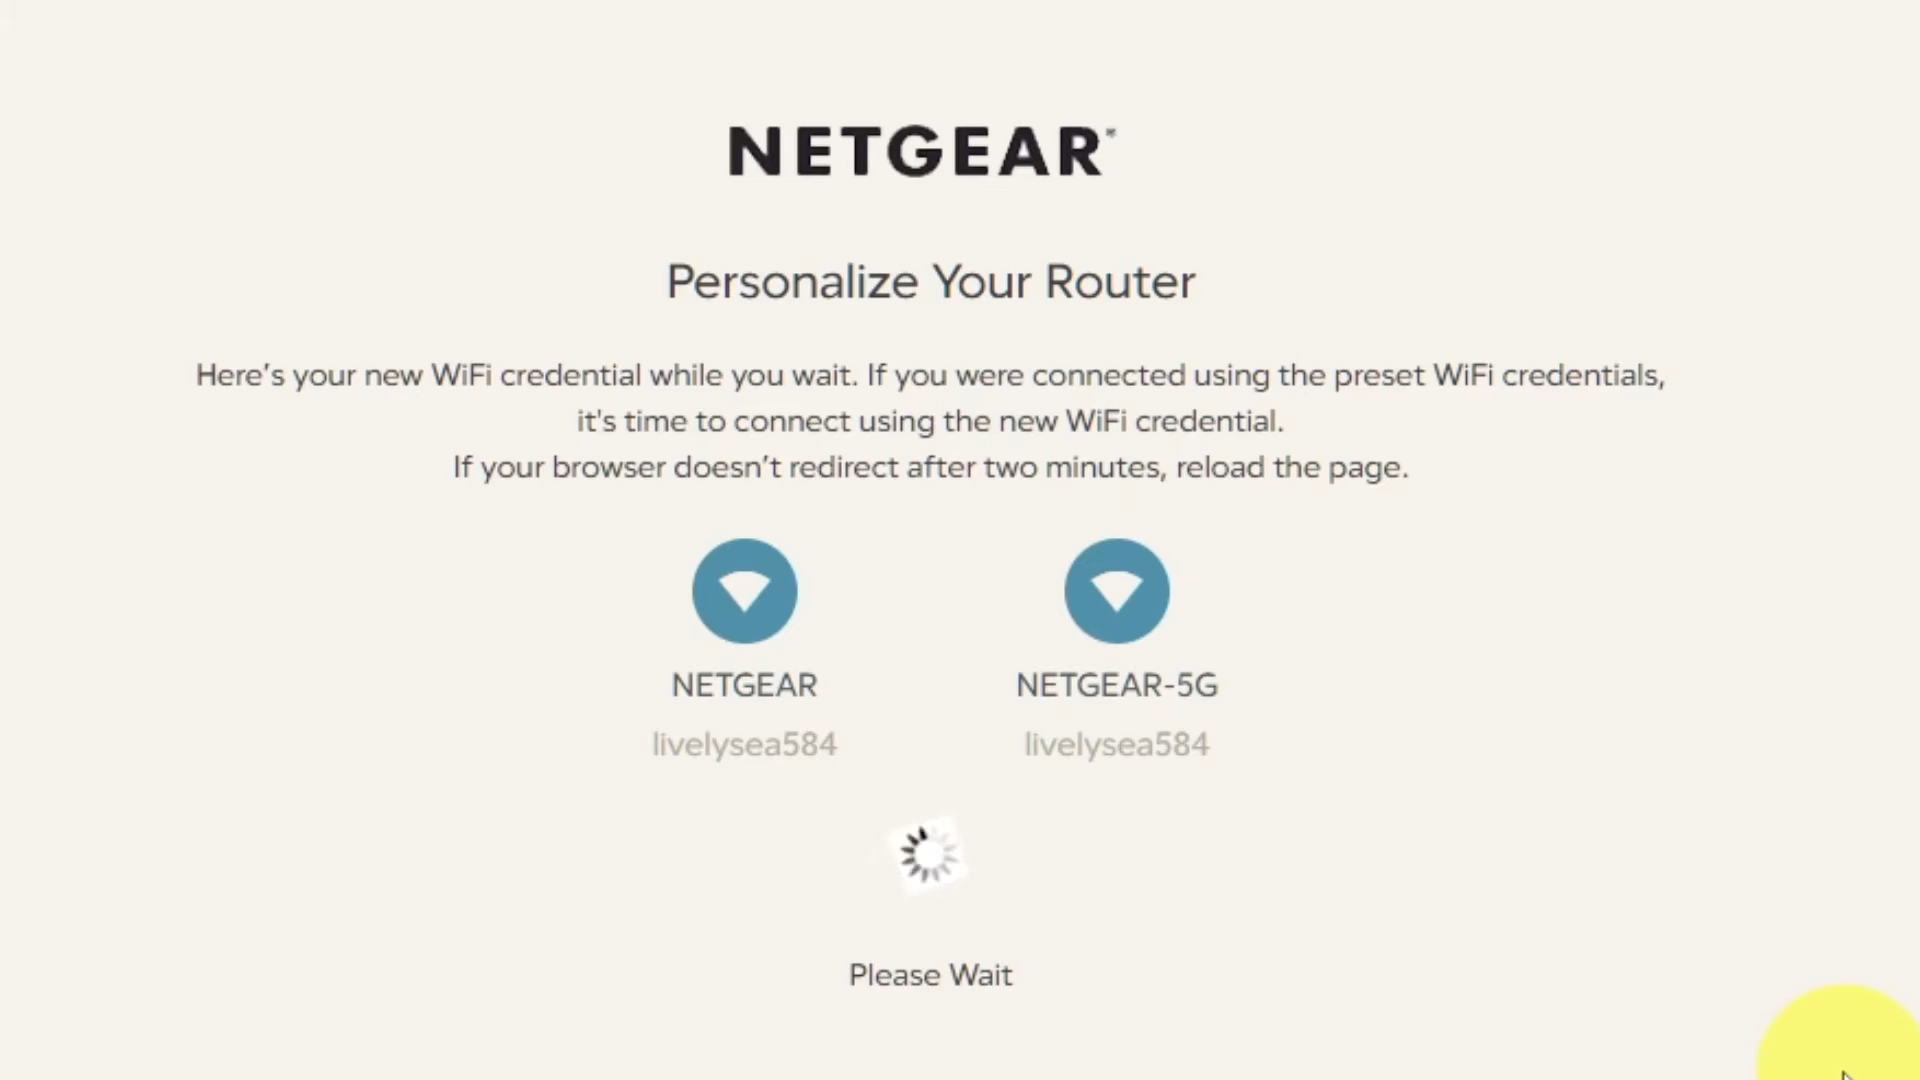 NETGEAR
Personalize Your Router
Here's your new WiFi credential while you wait. If you were connected using the preset WiFi credentials,
it's time to connect using the new WiFi credential.
If your browser doesn't redirect after two minutes, reload the page.
NETGEAR NETGEAR-5G
livelysea584 livelysea584
Please Wait